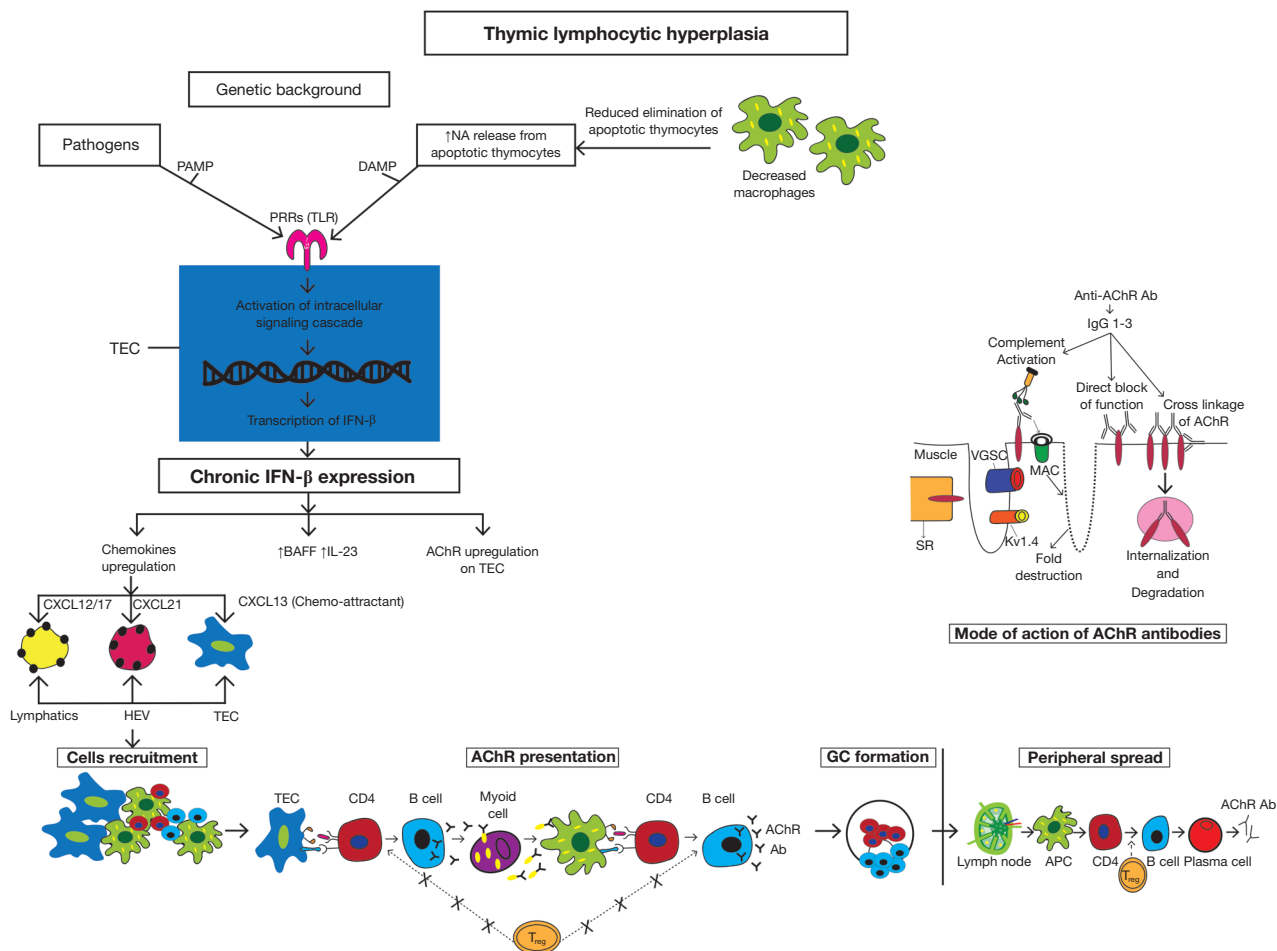 Thymic lymphocytic hyperplasia
Genetic background
Pathogens
↑NA release from
apoptotic thymocytes
Reduced elimination of
apoptotic thymocytes
Decreased
macrophages
PAMP
DAMP
PRRs (TLR)
TEC
Activation of intracellular
signaling cascade
Transcription of IFN-β
Chronic IFN-β expression
Chemokines
upregulation
↑BAFF ↑IL-23
AChR upregulation
on TEC
CXCL12/17
CXCL21
CXCL13 (Chemo-attractant)
Lymphatics
HEV
TEC
Anti-AChR Ab
IgG 1-3
Complement
Activation
Direct block
of function
Cross linkage
of AChR
Muscle
VGSC
MAC
SR
Kv1.4
Fold
destruction
Internalization
and
Degradation
Mode of action of AChR antibodies
Cells recruitment
AChR presentation
GC formation
Peripheral spread
TEC
CD4
B cell
Myoid
cell
CD4
B cell
AChR
Ab
Treg
Lymph node
APC
CD4
B cell
Plasma cell
AChR Ab
Treg